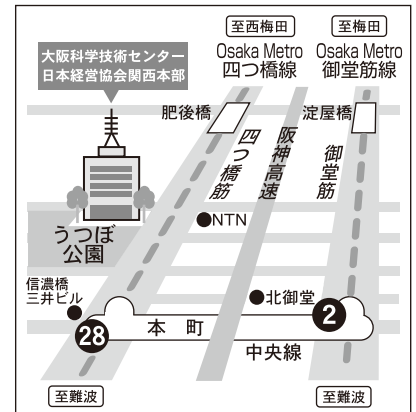 至西梅田
至梅田
Osaka Metro
四つ橋線
Osaka Metro
御堂筋線
大阪科学技術センター
日本経営協会関西本部
肥後橋
淀屋橋
四つ橋筋
阪神高速
御堂筋
NTN
うつぼ
公園
信濃橋
三井ビル
北御堂
2
28
本町
中央線
至難波
至難波